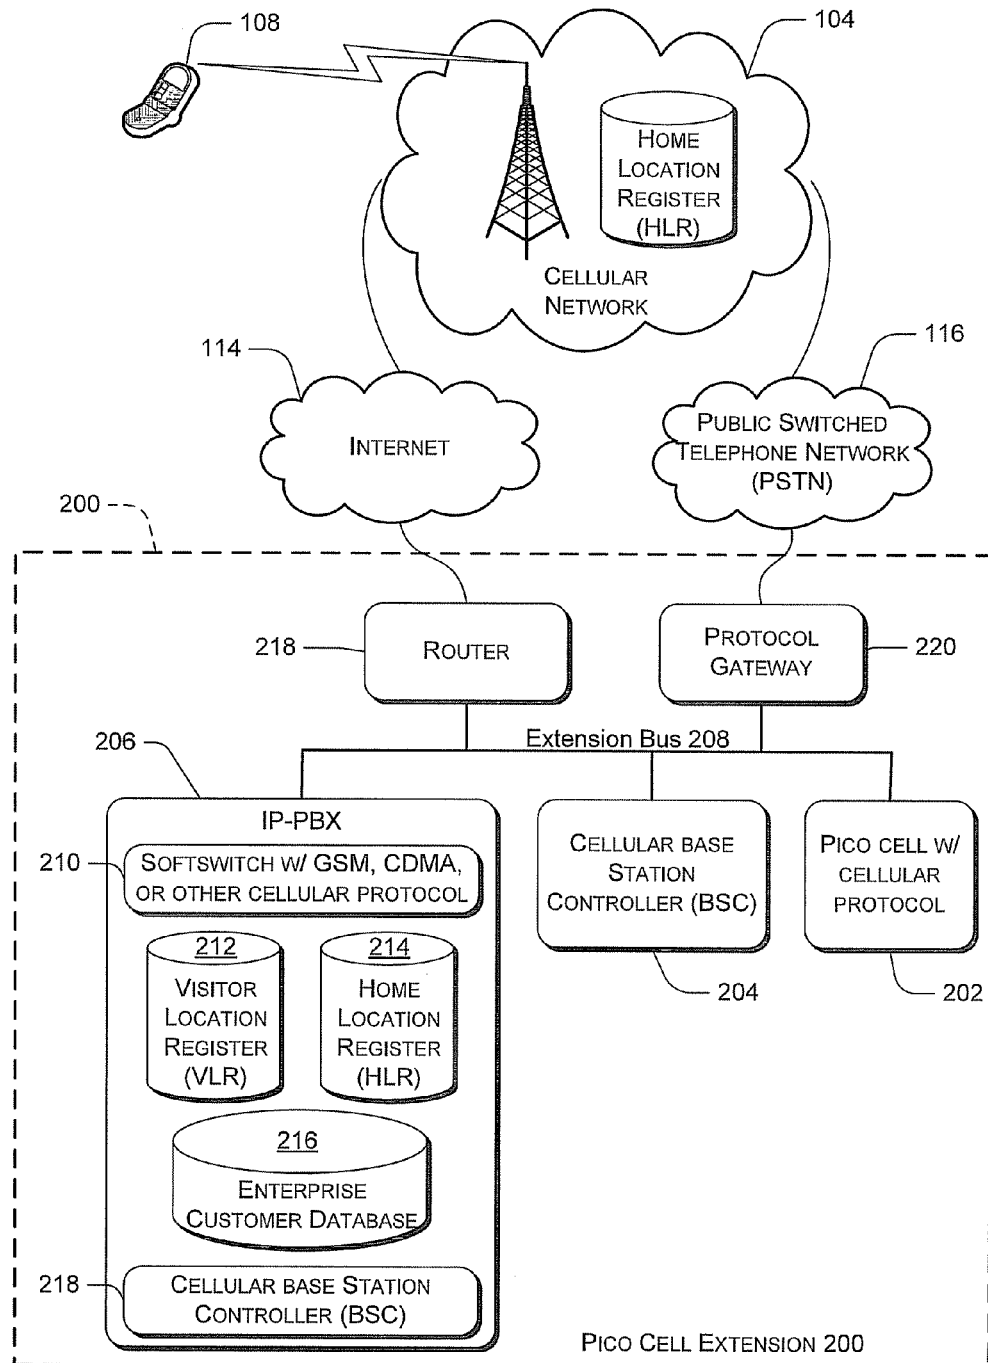 108
104
HOME
LOCATION
REGISTER
(HLR)
CELLULAR
NETWORK
114
116
INTERNET
PUBLIC SWITCHED
TELEPHONE NETWORK
(PSTN)
200
218
ROUTER
PROTOCOL
GATEWAY
220
206
Extension Bus 208
IP-PBX
210
SOFTSWITCH W/ GSM, CDMA,
OR OTHER CELLULAR PROTOCOL
CELLULAR BASE
STATION
CONTROLLER (BSC)
PICO CELL W/
CELLULAR
PROTOCOL
212
VISITOR
LOCATION
REGISTER
(VLR)
214
HOME
LOCATION
REGISTER
(HLR)
204
202
216
ENTERPRISE
CUSTOMER DATABASE
218
CELLULAR BASE STATION
CONTROLLER (BSC)
PICO CELL EXTENSION 200